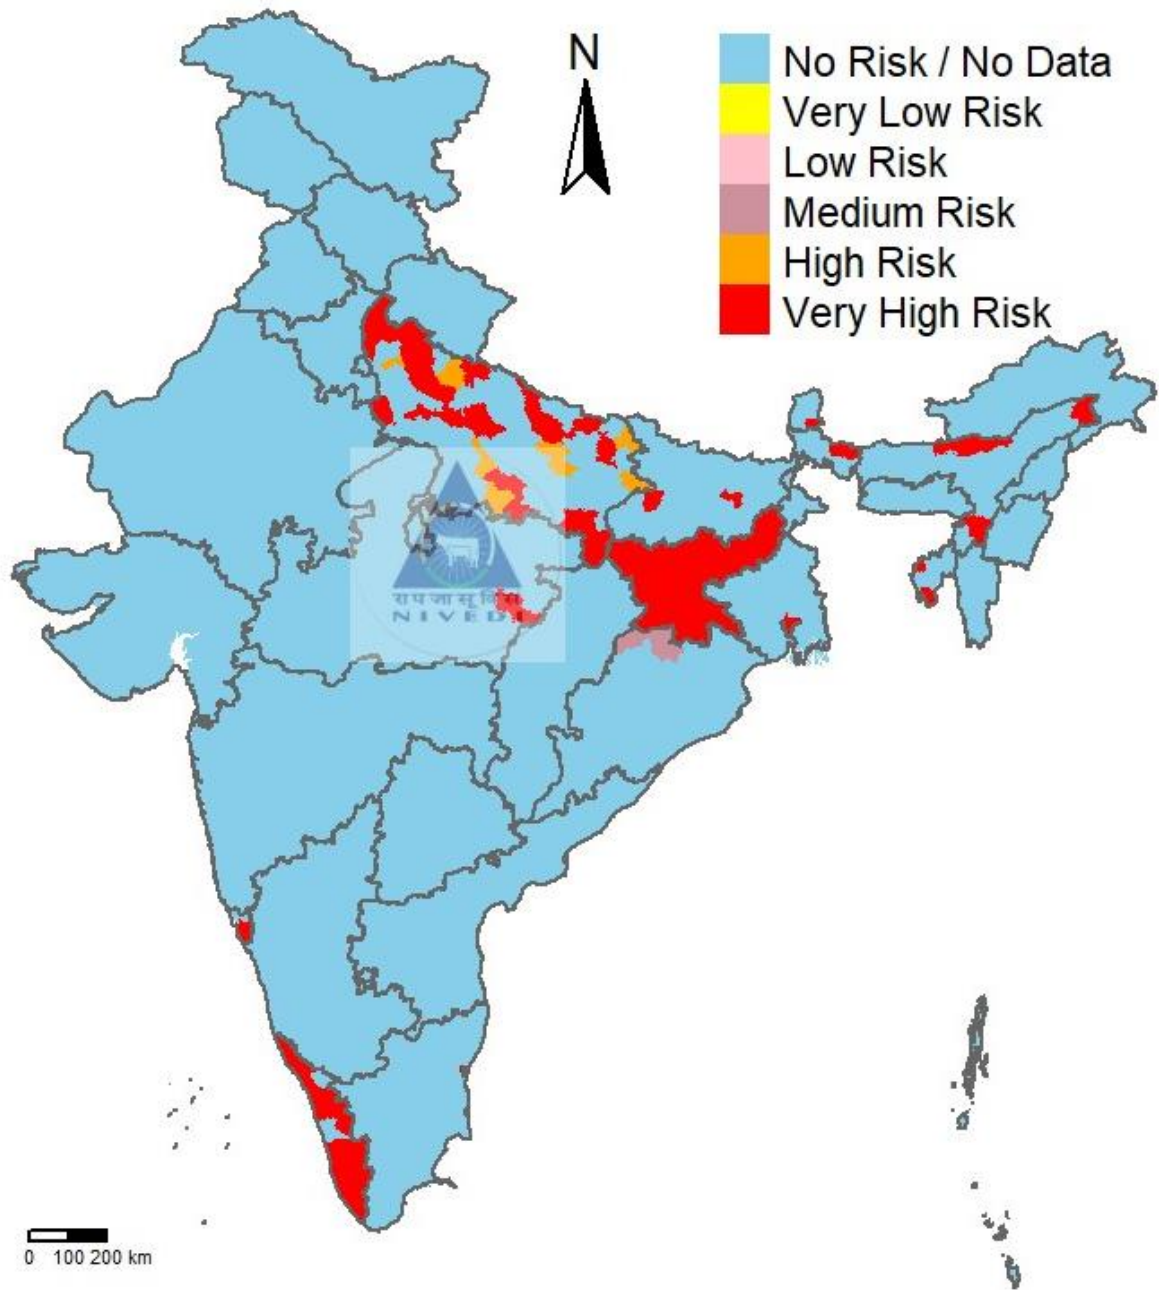 N
No Risk / No Data
Very Low Risk
Low Risk
Medium Risk
High Risk
Very High Risk
NIVEDI
0 100 200 km